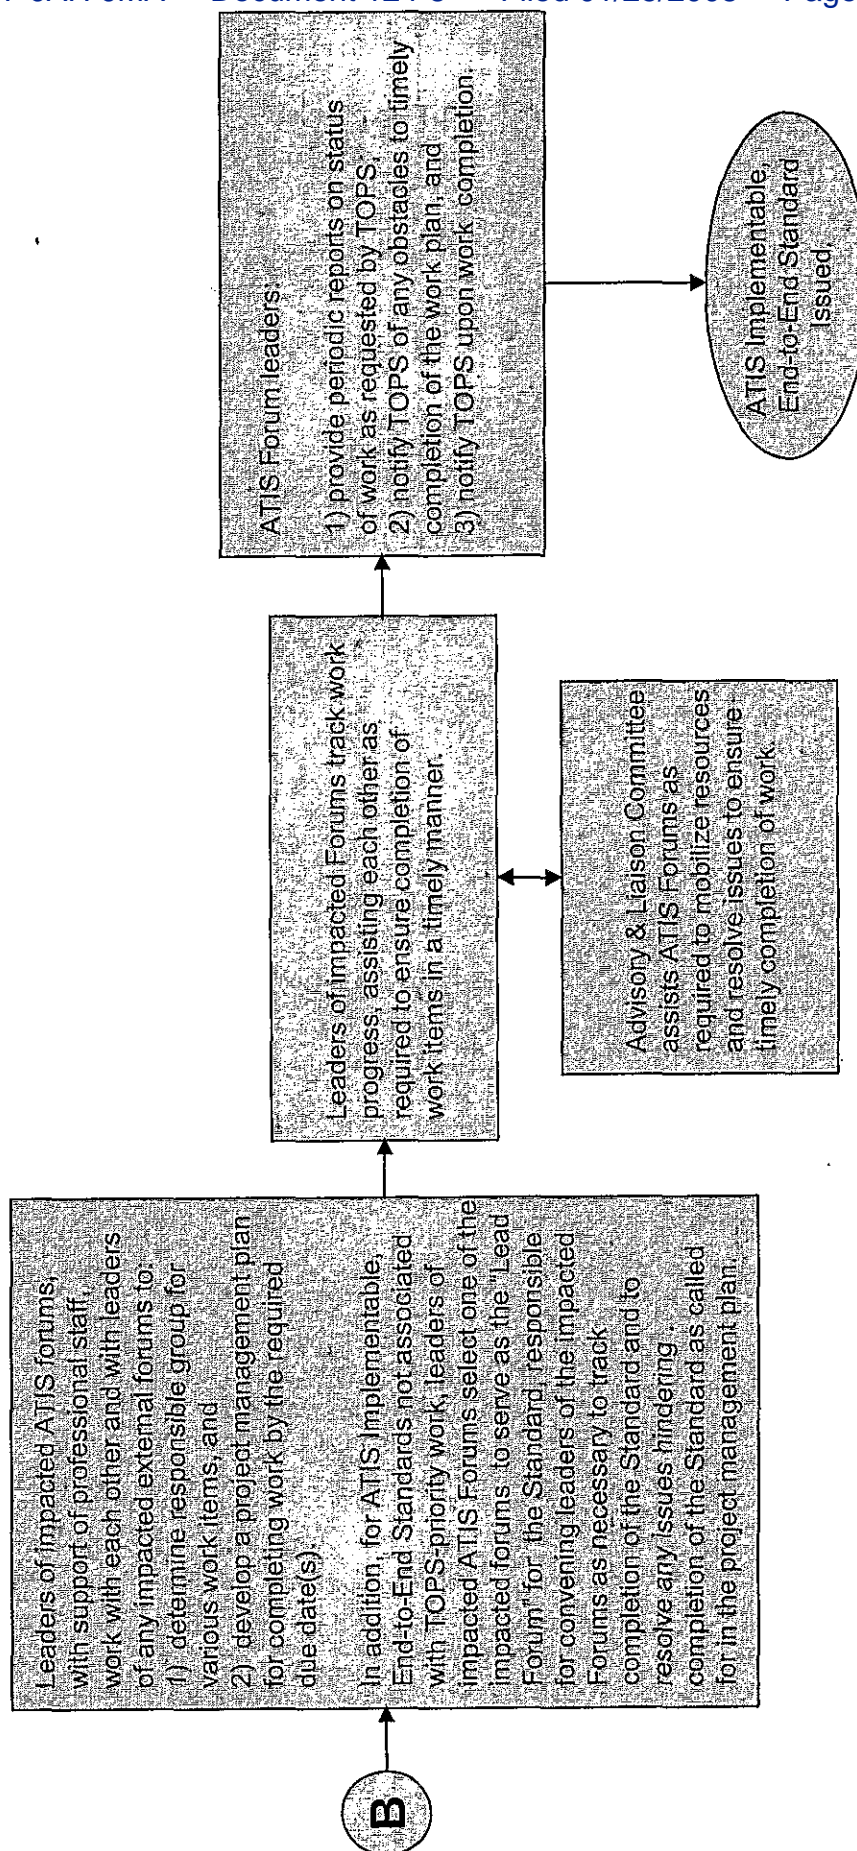 Document
B
Leaders of impacted ATIS forums,
with support of professional staff,
work with each other and with leaders
of any impacted external forums to:
1) determine responsible group for
various work items, and
2) develop a project management plan
for completing work by the required
due date(s).
In addition, for ATIS Implementable,
End-to-End Standards not associated
with TOPS-priority work, leaders of
impacted ATIS Forums select one of the
impacted forums to serve as the "Lead
Forum" for the Standard, responsible
for convening leaders of the impacted
Forums as necessary to track
completion of the Standard and to
resolve any issues hindering
completion of the Standard as called
for in the project management plan.
Leaders of impacted Forums track work
progress, assisting each other as
required to ensure completion of
work items in a timely manner.
Advisory & Liaison Committee
assists ATIS Forums as
required to mobilize resources
and resolve issues to ensure
timely completion of work.
ATIS Forum leaders:
1) provide periodic reports on status
of work as requested by TOPS,
2) notify TOPS of any obstacles to timely
completion of the work plan, and
3) notify TOPS upon work completion.
ATIS Implementable,
End-to-End Standard
Issued.